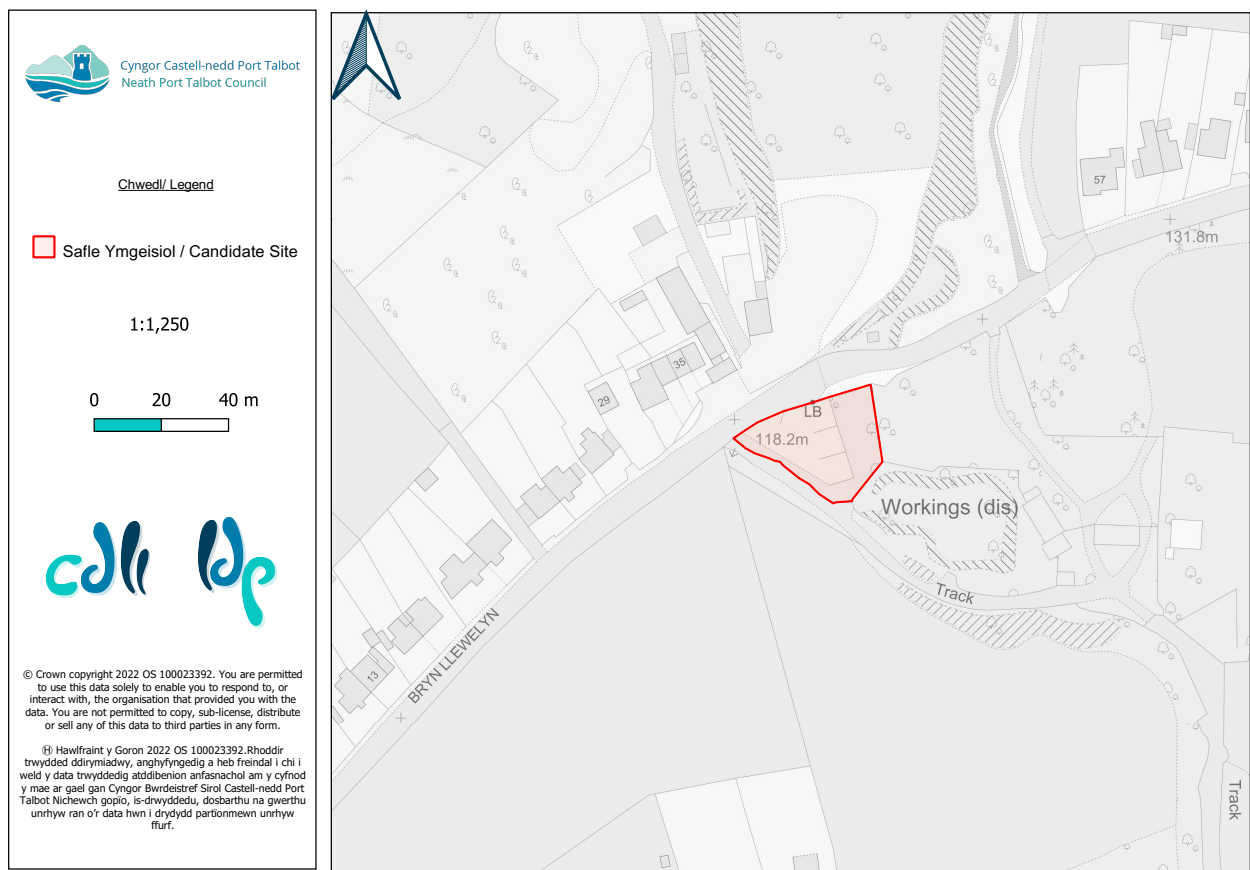 Cyngor Castell-nedd Port Talbot
Neath Port Talbot Council
Chwedl/ Legend
Safle Ymgeisiol / Candidate Site
1:1,250
0 20 40 m
cdll ldp
© Crown copyright 2022 OS 100023392. You are permitted
to use this data solely to enable you to respond to, or
interact with, the organisation that provided you with the
data. You are not permitted to copy, sub-license, distribute
or sell any of this data to third parties in any form.
Ⓗ Hawlfraint y Goron 2022 OS 100023392.Rhoddir
trwydded ddirymiadwy, anghyfyngedig a heb freindal i chi i
weld y data trwyddedig atddibenion anfasnachol am y cyfnod
y mae ar gael gan Cyngor Bwrdeistref Sirol Castell-nedd Port
Talbot Nichewch gopïo, is-drwyddedu, dosbarthu na gwerthu
unrhyw ran o'r data hwn i drydydd partïonmewn unrhyw
ffurf.
57
131.8m
35
29
LB
118.2m
Workings (dis)
Track
BRYN LLEWELYN
13
Track